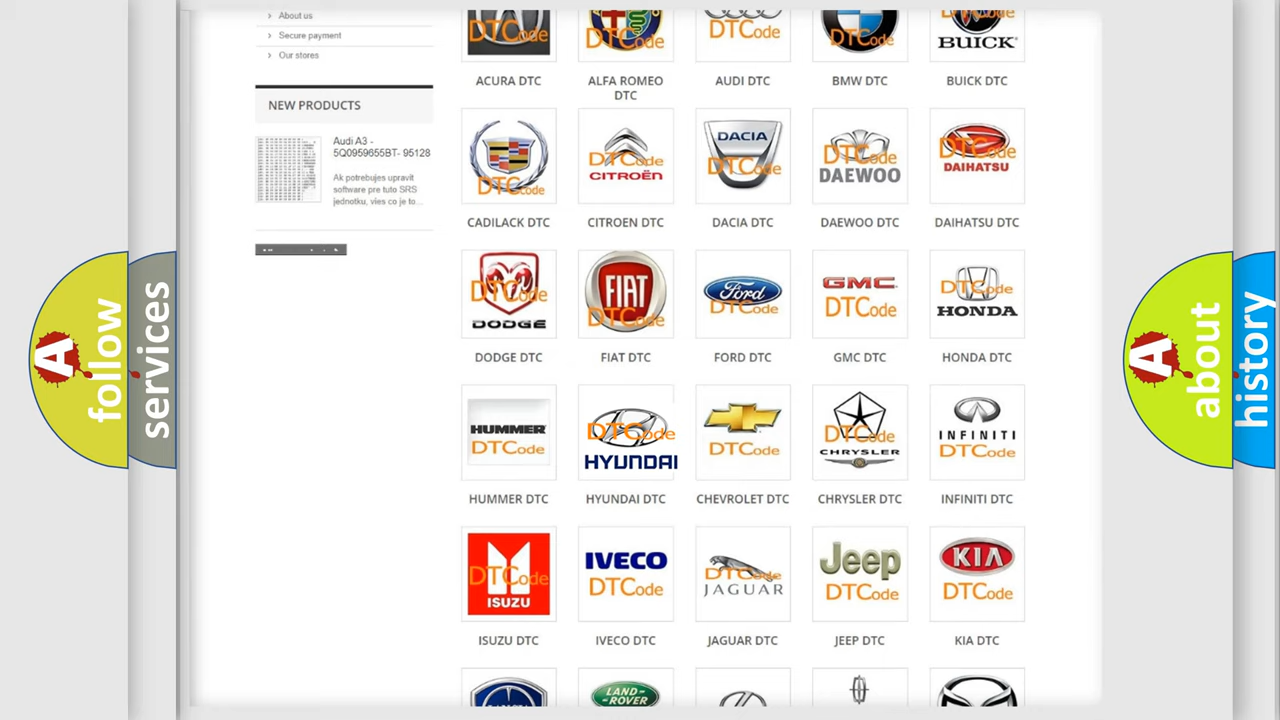 About us
Secure payment
Our stores
NEW PRODUCTS
Audi A3 -
5Q0959655BT- 95128
Ak potrebujes upravit
software pre tuto SRS
jednotku, vies co je to...
DTCode
DTCode
DTCode
DTCode
BUICK
ACURA DTC
ALFA ROMEO
DTC
AUDI DTC
BMW DTC
BUICK DTC
DTCode
DTCode
CITROËN
DACIA
DTCode
DTCode
DAEWOO
DTCode
DAIHATSU
CADILACK DTC
CITROEN DTC
DACIA DTC
DAEWOO DTC
DAIHATSU DTC
DTCode
DODGE
FIAT
DTCode
Ford
DTCode
GMC
DTCode
DTCode
HONDA
DODGE DTC
FIAT DTC
FORD DTC
GMC DTC
HONDA DTC
HUMMER
DTCode
DTCode
HYUNDAI
DTCode
DTCode
CHRYSLER
INFINITI
DTCode
HUMMER DTC
HYUNDAI DTC
CHEVROLET DTC
CHRYSLER DTC
INFINITI DTC
DTCode
ISUZU
IVECO
DTCode
DTCode
JAGUAR
Jeep
DTCode
KIA
DTCode
ISUZU DTC
IVECO DTC
JAGUAR DTC
JEEP DTC
KIA DTC
LAND-
ROVER
A
follow
services
A
about
history